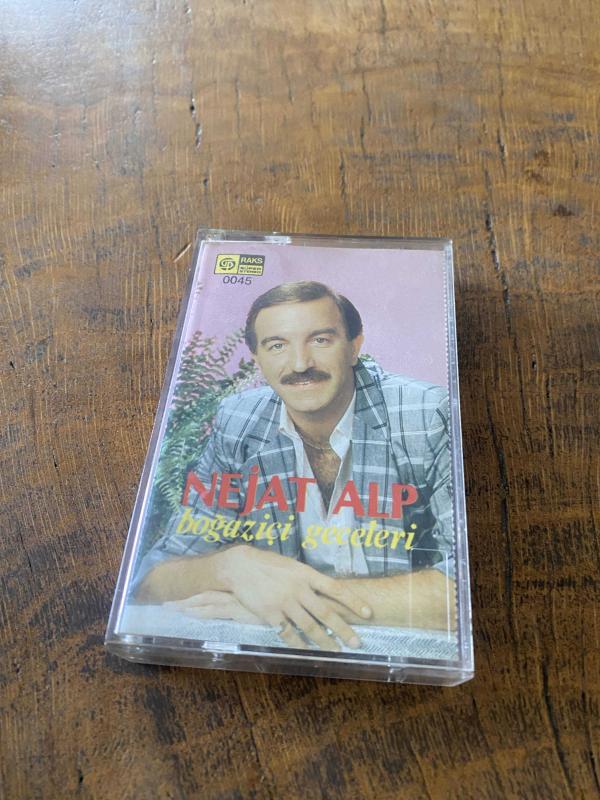 RAKS
SÜPER
STEREO
0045
NEjAT ALP
boğaziçi geceleri